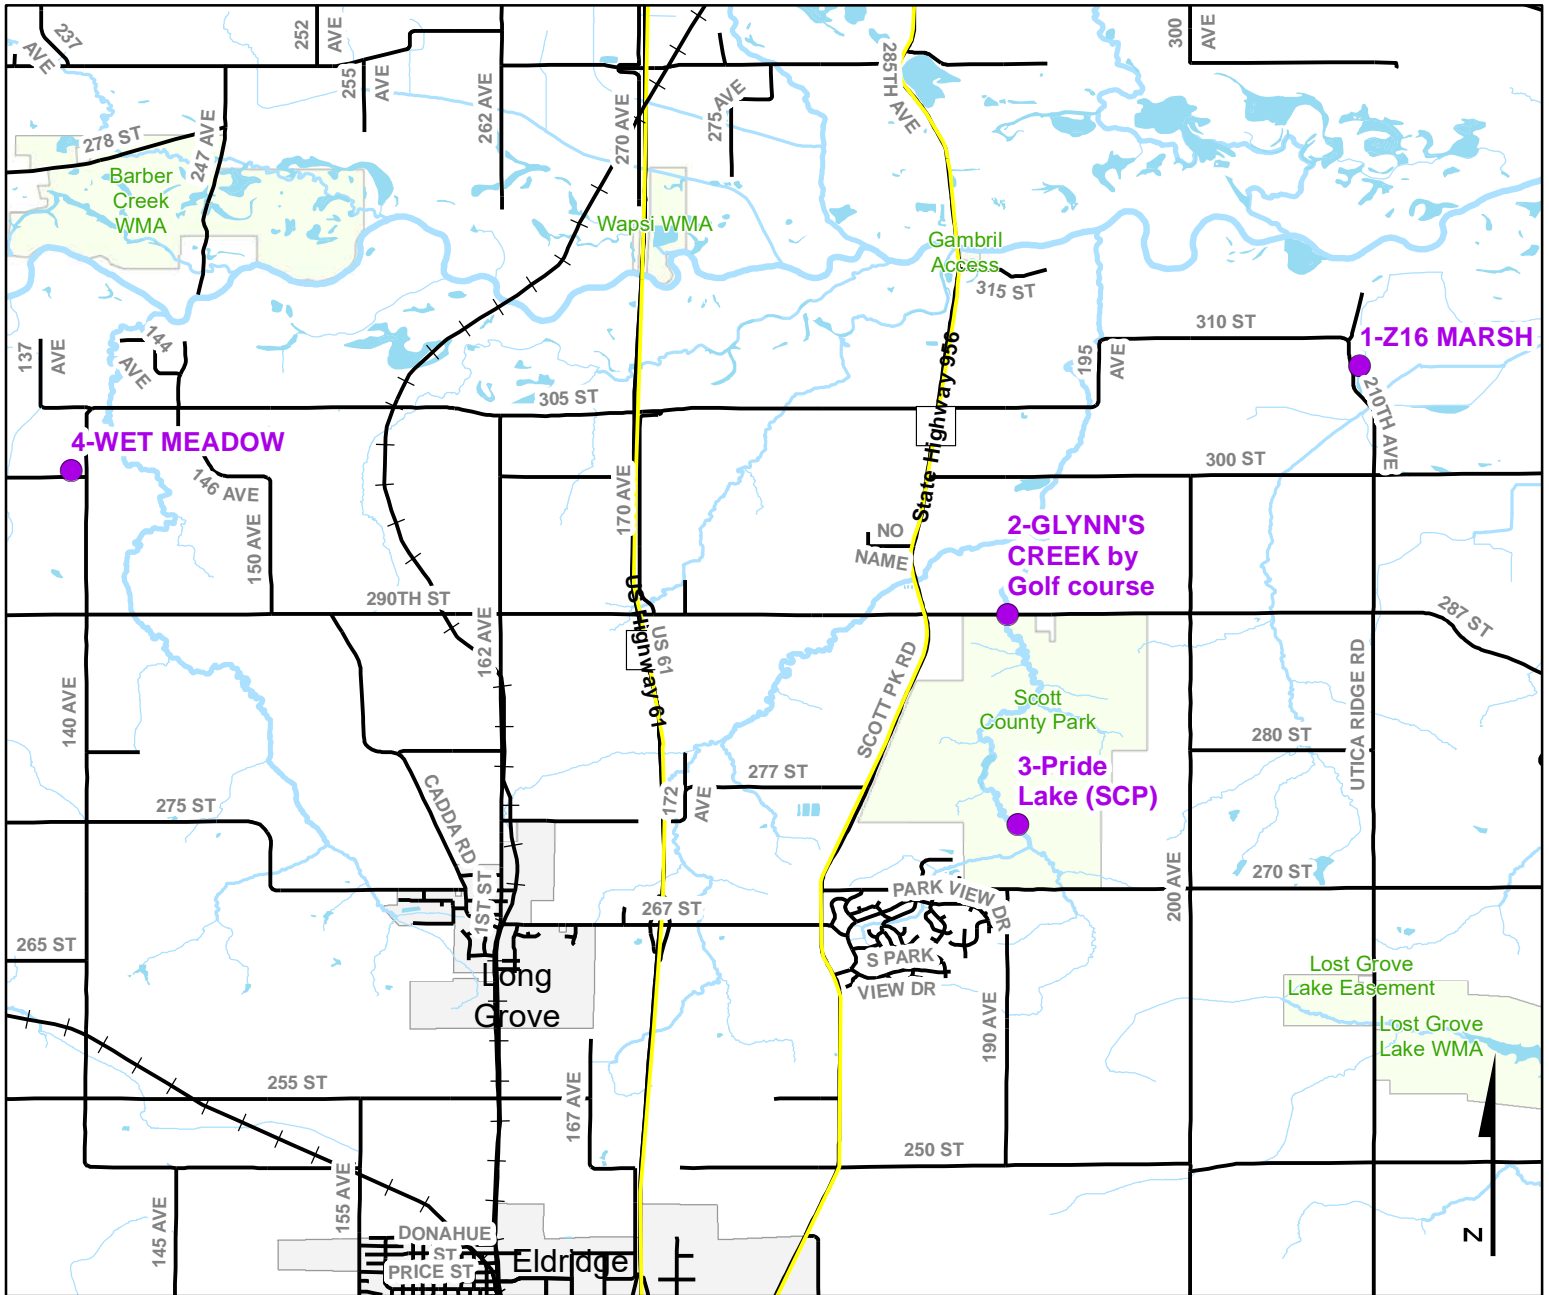 237
AVE
252
AVE
255
AVE
262 AVE
270 AVE
275 AVE
285TH AVE
300
AVE
278 ST
247 AVE
Barber
Creek
WMA
Wapsi WMA
Gambril
Access
315 ST
137
AVE
144
AVE
305 ST
195
AVE
310 ST
1-Z16 MARSH
210TH AVE
State Highway 956
4-WET MEADOW
146 AVE
150 AVE
170 AVE
300 ST
NO
NAME
2-GLYNN'S
CREEK by
Golf course
290TH ST
162 AVE
US Highway 61
US 61
287 ST
140 AVE
SCOTT PK RD
Scott
County Park
280 ST
UTICA RIDGE RD
3-Pride
Lake (SCP)
277 ST
172
AVE
275 ST
CADDA RD
1ST ST
267 ST
PARK VIEW DR
200 AVE
270 ST
265 ST
S PARK
VIEW DR
Long
Grove
190 AVE
Lost Grove
Lake Easement
Lost Grove
Lake WMA
255 ST
167 AVE
250 ST
145 AVE
155 AVE
DONAHUE
ST
PRICE ST
Eldridge
N